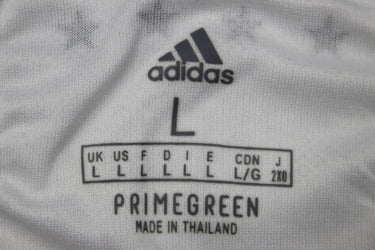 adidas
L
UK US F D I E CDN J
L L L L L L L/G 2XO
PRIMEGREEN
MADE IN THAILAND